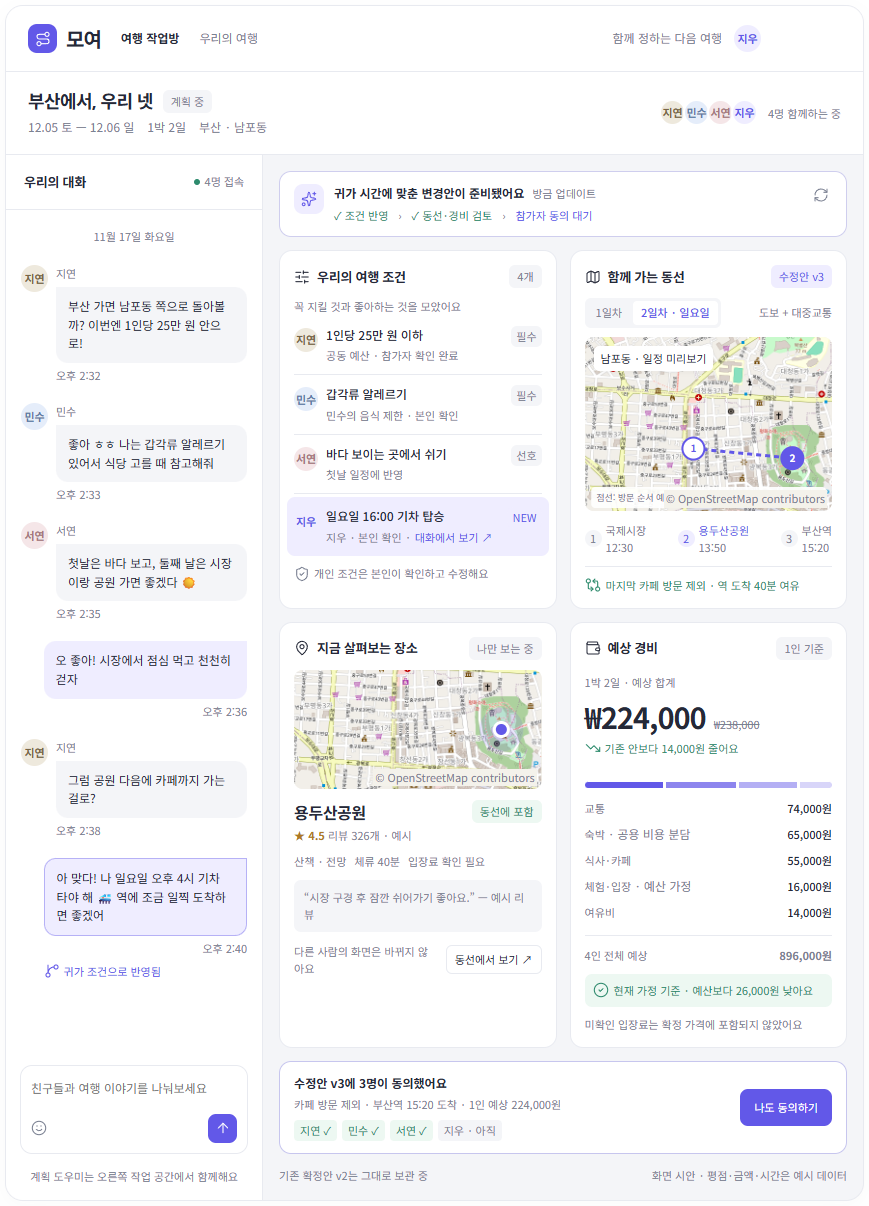 모여 여행 작업방 우리의 여행 함께 정하는 다음 여행 지우
부산에서, 우리 넷 계획 중
12.05 토 — 12.06 일 1박 2일 부산 · 남포동
지연 민수 서연 지우 4명 함께하는 중
우리의 대화 4명 접속
11월 17일 화요일
지연
지연
부산 가면 남포동 쪽으로 돌아볼
까? 이번엔 1인당 25만 원 안으
로!
오후 2:32
민수
민수
좋아 ㅎㅎ 나는 갑각류 알레르기
있어서 식당 고를 때 참고해줘
오후 2:33
서연
서연
첫날은 바다 보고, 둘째 날은 시장
이랑 공원 가면 좋겠다
오후 2:35
오 좋아! 시장에서 점심 먹고 천천히
걷자
오후 2:36
지연
지연
그럼 공원 다음에 카페까지 가는
걸로?
오후 2:38
아 맞다! 나 일요일 오후 4시 기차
타야 해 🚄 역에 조금 일찍 도착하
면 좋겠어
오후 2:40
귀가 조건으로 반영됨
친구들과 여행 이야기를 나눠보세요
계획 도우미는 오른쪽 작업 공간에서 함께해요
귀가 시간에 맞춘 변경안이 준비됐어요 방금 업데이트
✓ 조건 반영 › ✓ 동선·경비 검토 › 참가자 동의 대기
우리의 여행 조건 4개
꼭 지킬 것과 좋아하는 것을 모았어요
지연 1인당 25만 원 이하 필수
공동 예산 · 참가자 확인 완료
민수 갑각류 알레르기 필수
민수의 음식 제한 · 본인 확인
서연 바다 보이는 곳에서 쉬기 선호
첫날 일정에 반영
지우 일요일 16:00 기차 탑승 NEW
지우 · 본인 확인 · 대화에서 보기 ↗
개인 조건은 본인이 확인하고 수정해요
함께 가는 동선 수정안 v3
1일차 2일차 · 일요일 도보 + 대중교통
남포동 · 일정 미리보기
1
2
점선: 방문 순서 예
© OpenStreetMap contributors
1 국제시장 12:30
2 용두산공원 13:50
3 부산역 15:20
마지막 카페 방문 제외 · 역 도착 40분 여유
지금 살펴보는 장소 나만 보는 중
© OpenStreetMap contributors
용두산공원 동선에 포함
★ 4.5 리뷰 326개 · 예시
산책 · 전망 체류 40분 입장료 확인 필요
“시장 구경 후 잠깐 쉬어가기 좋아요.” — 예시 리
뷰
다른 사람의 화면은 바뀌지 않
아요
동선에서 보기 ↗
예상 경비 1인 기준
1박 2일 · 예상 합계
₩224,000 ₩238,000
기존 안보다 14,000원 줄어요
교통 74,000원
숙박 · 공용 비용 분담 65,000원
식사·카페 55,000원
체험·입장 · 예산 가정 16,000원
여유비 14,000원
4인 전체 예상 896,000원
현재 가정 기준 · 예산보다 26,000원 낮아요
미확인 입장료는 확정 가격에 포함되지 않았어요
수정안 v3에 3명이 동의했어요
카페 방문 제외 · 부산역 15:20 도착 · 1인 예상 224,000원
지연 ✓ 민수 ✓ 서연 ✓ 지우 · 아직
나도 동의하기
기존 확정안 v2는 그대로 보관 중
화면 시안 · 평점·금액·시간은 예시 데이터